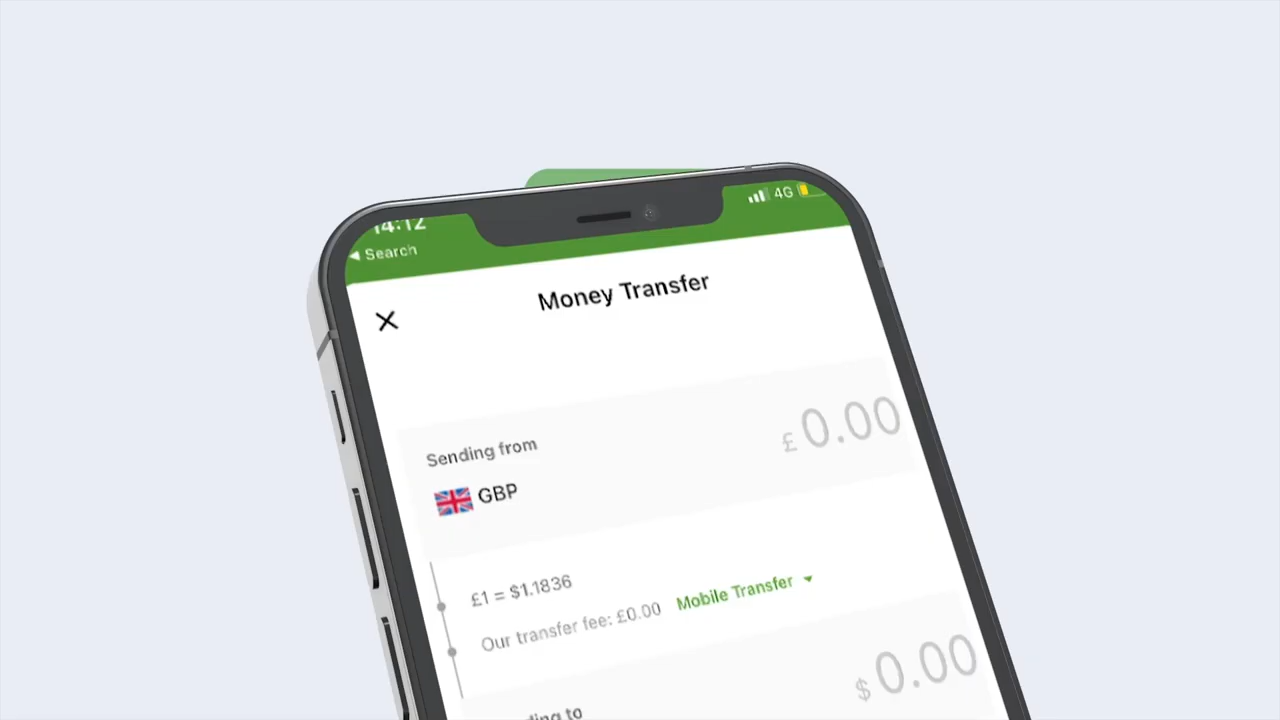 14:12
4G
Search
Money Transfer
Sending from
£ 0.00
GBP
£1 = $1.1836
Our transfer fee: £0.00 Mobile Transfer
$ 0.00
to